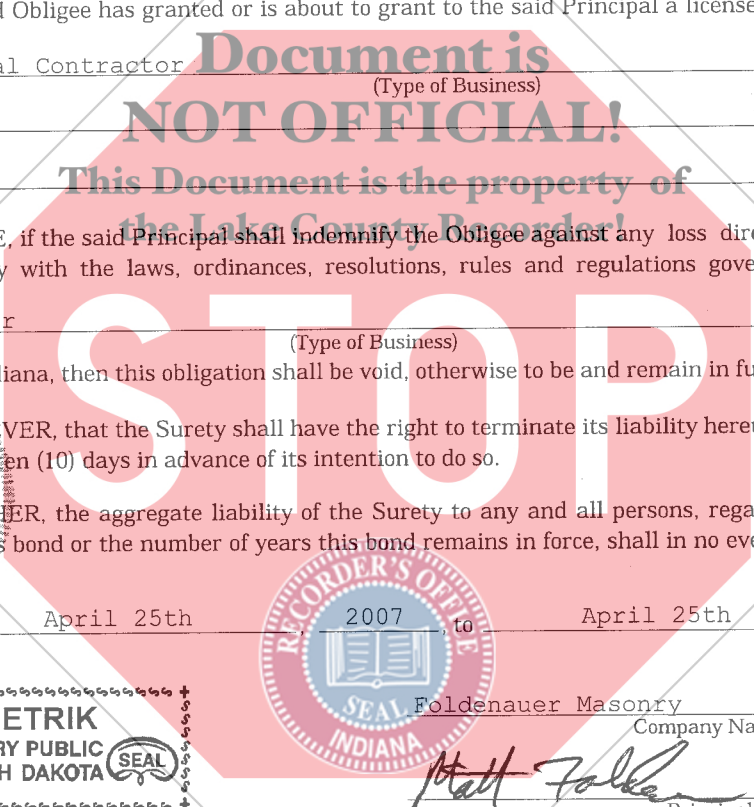 d Obligee has granted or is about to grant to the said Principal a license
al Contractor
Document is
(Type of Business)
NOT OFFICIAL!
This Document is the property of
the Lake County Recorder!
E, if the said Principal shall indemnify the Obligee against any loss dire
y with the laws, ordinances, resolutions, rules and regulations gove
r
STOP
(Type of Business)
diana, then this obligation shall be void, otherwise to be and remain in fu
VER, that the Surety shall have the right to terminate its liability hereu
en (10) days in advance of its intention to do so.
HER, the aggregate liability of the Surety to any and all persons, rega
s bond or the number of years this bond remains in force, shall in no eve
April 25th, 2007, to April 25th
RECORDER'S OFFICE
SEAL
INDIANA
ETRIK
RY PUBLIC
H DAKOTA
SEAL
Foldenauer Masonry
Company Na
Matt